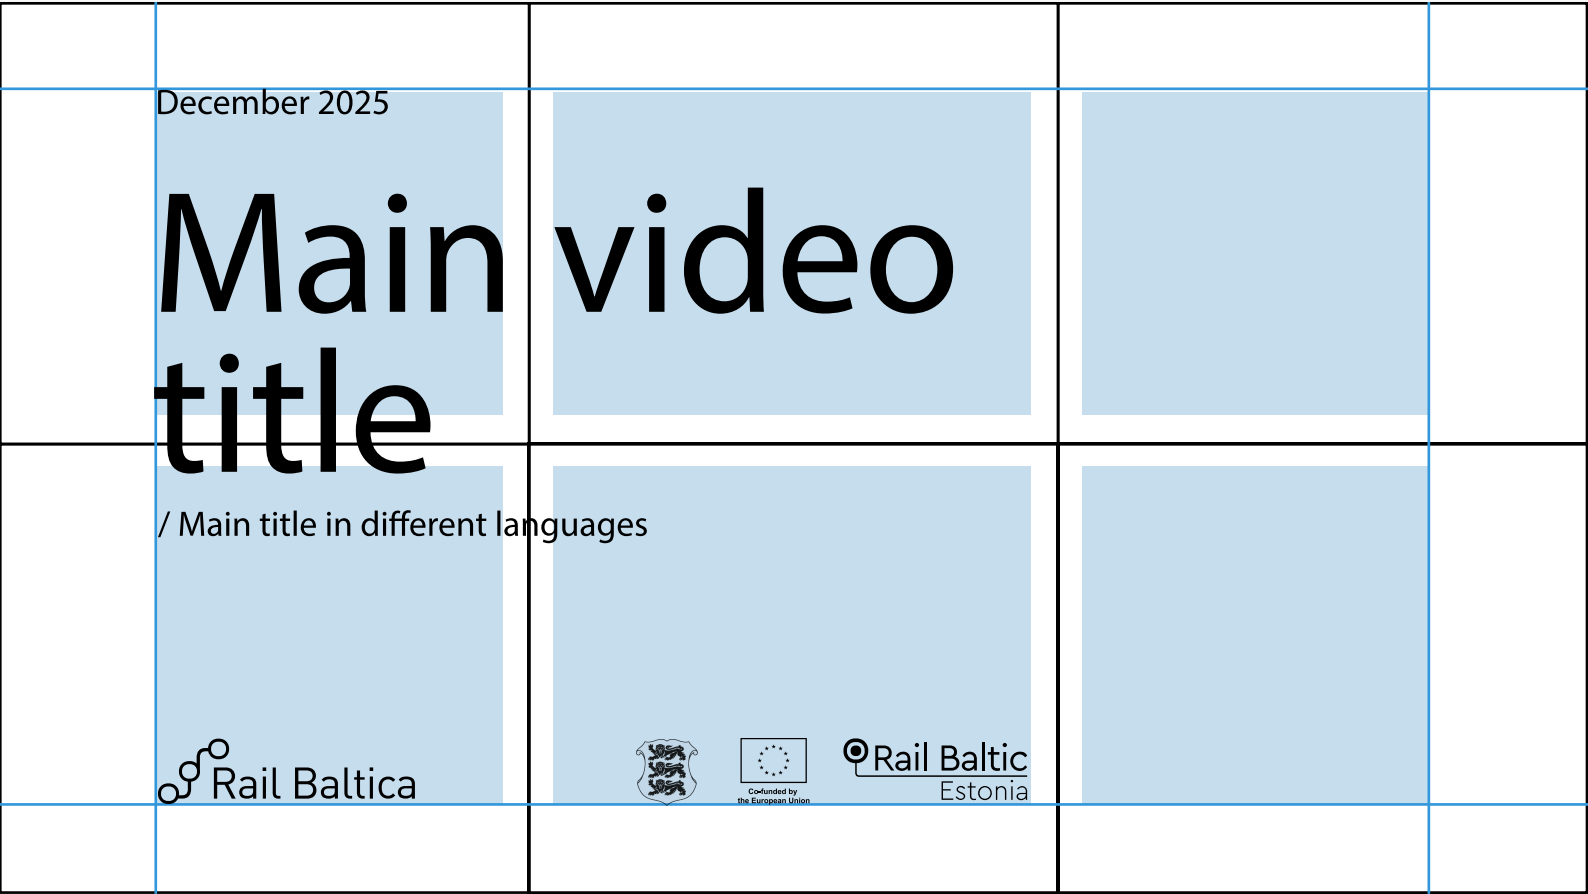 December 2025
Main video
title
/ Main title in different languages
Rail Baltica
Co-funded by
the European Union
Rail Baltic
Estonia